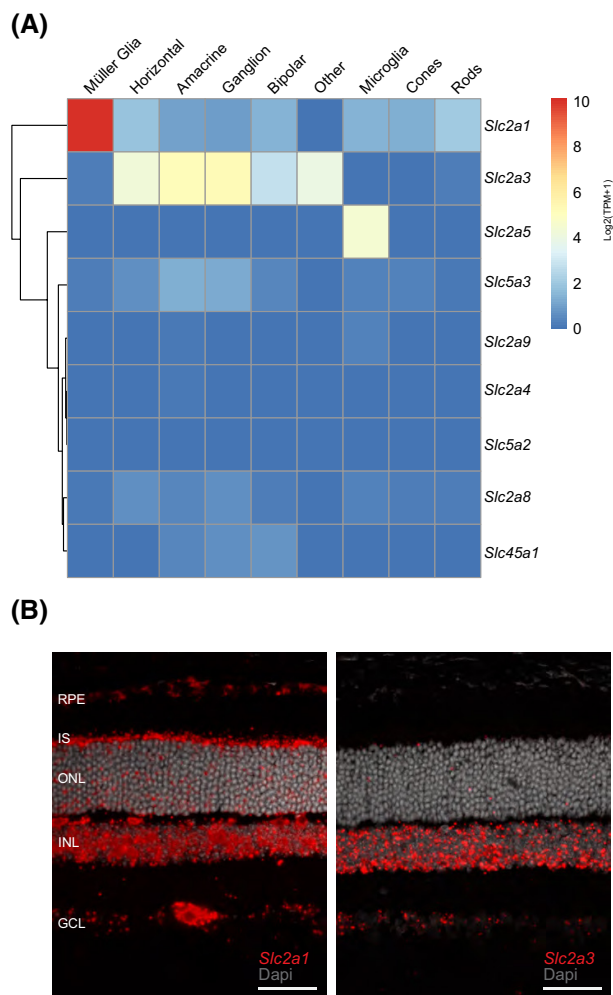 (A)
Müller Glia
Horizontal
Amacrine
Ganglion
Bipolar
Other
Microglia
Cones
Rods
Slc2a1
Slc2a3
Slc2a5
Slc5a3
Slc2a9
Slc2a4
Slc5a2
Slc2a8
Slc45a1
10
8
6
4
2
0
Log2(TPM+1)
(B)
RPE
IS
ONL
INL
GCL
Slc2a1
Dapi
Slc2a3
Dapi